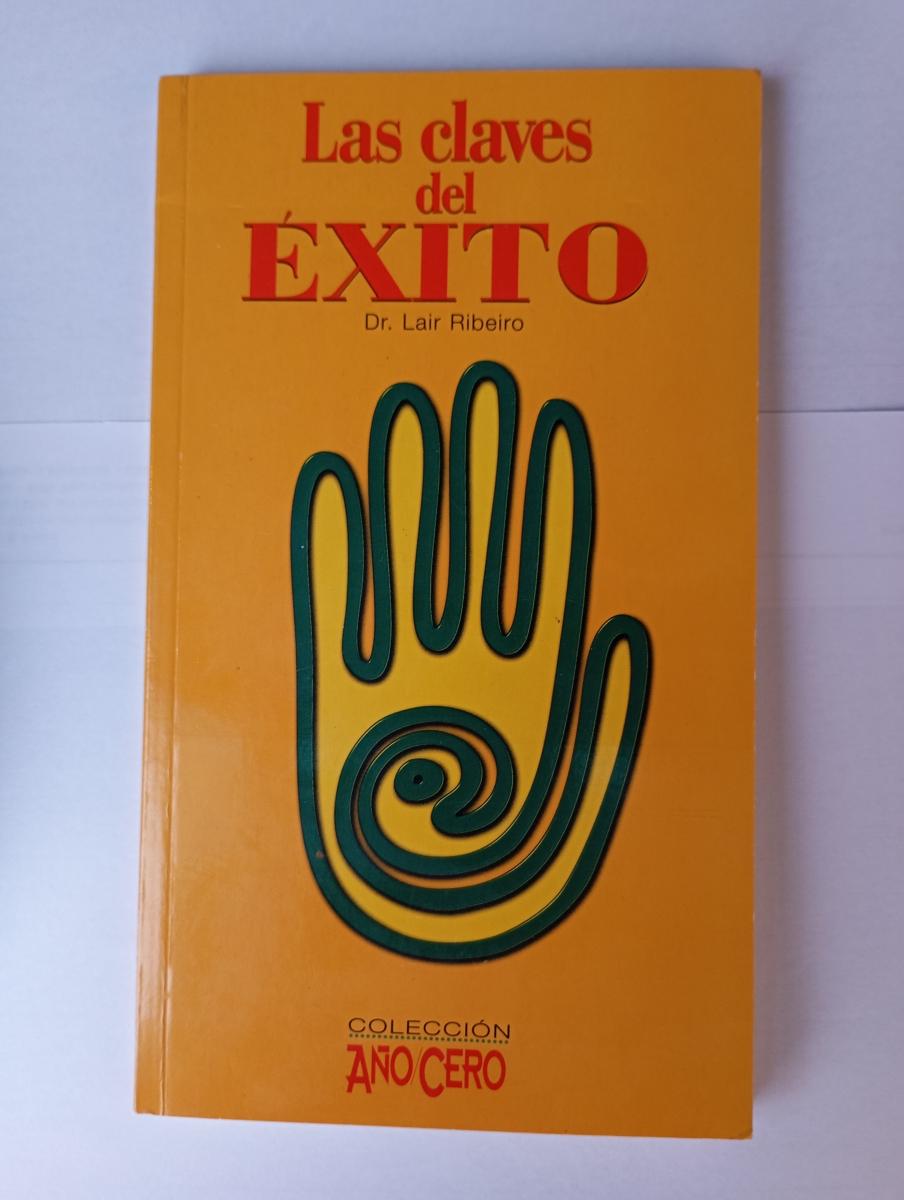 Las claves
del
ÉXITO
Dr. Lair Ribeiro
COLECCIÓN
AÑO/CERO